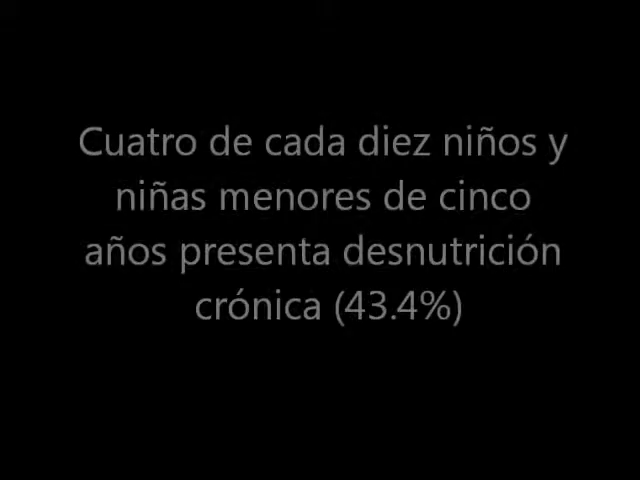 Cuatro de cada diez niños y
niñas menores de cinco
años presenta desnutrición
crónica (43.4%)